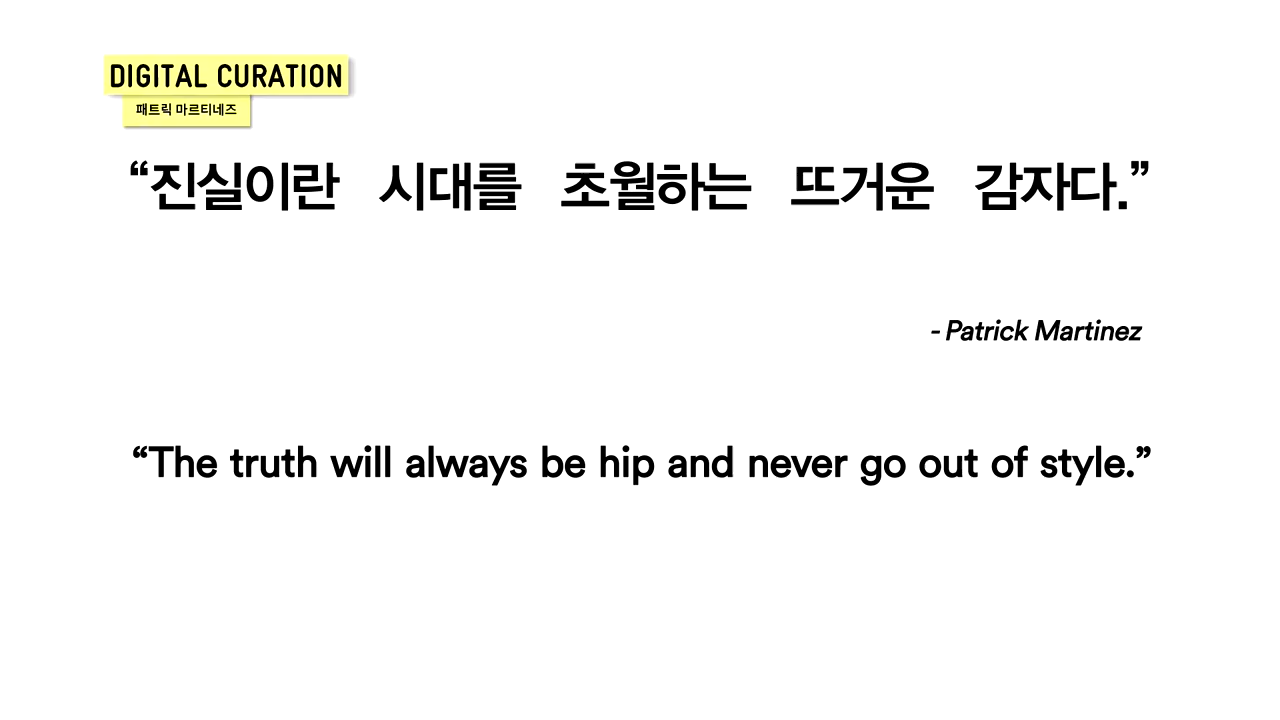 DIGITAL CURATION
패트릭 마르티네즈
“진실이란 시대를 초월하는 뜨거운 감자다.”
- Patrick Martinez
“The truth will always be hip and never go out of style.”